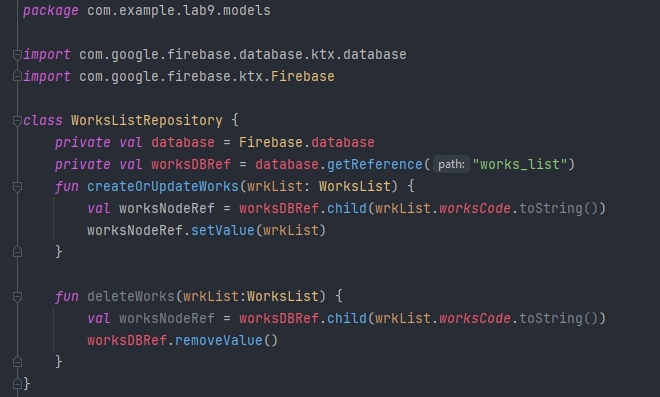 package com.example.lab9.models
import com.google.firebase.database.ktx.database
import com.google.firebase.ktx.Firebase
class WorksListRepository {
private val database = Firebase.database
private val worksDBRef = database.getReference( path: "works_list")
fun createOrUpdateWorks(wrkList: WorksList) {
val worksNodeRef = worksDBRef.child(wrkList.worksCode.toString())
worksNodeRef.setValue(wrkList)
}
fun deleteWorks(wrkList:WorksList) {
val worksNodeRef = worksDBRef.child(wrkList.worksCode.toString())
worksDBRef.removeValue()
}
}